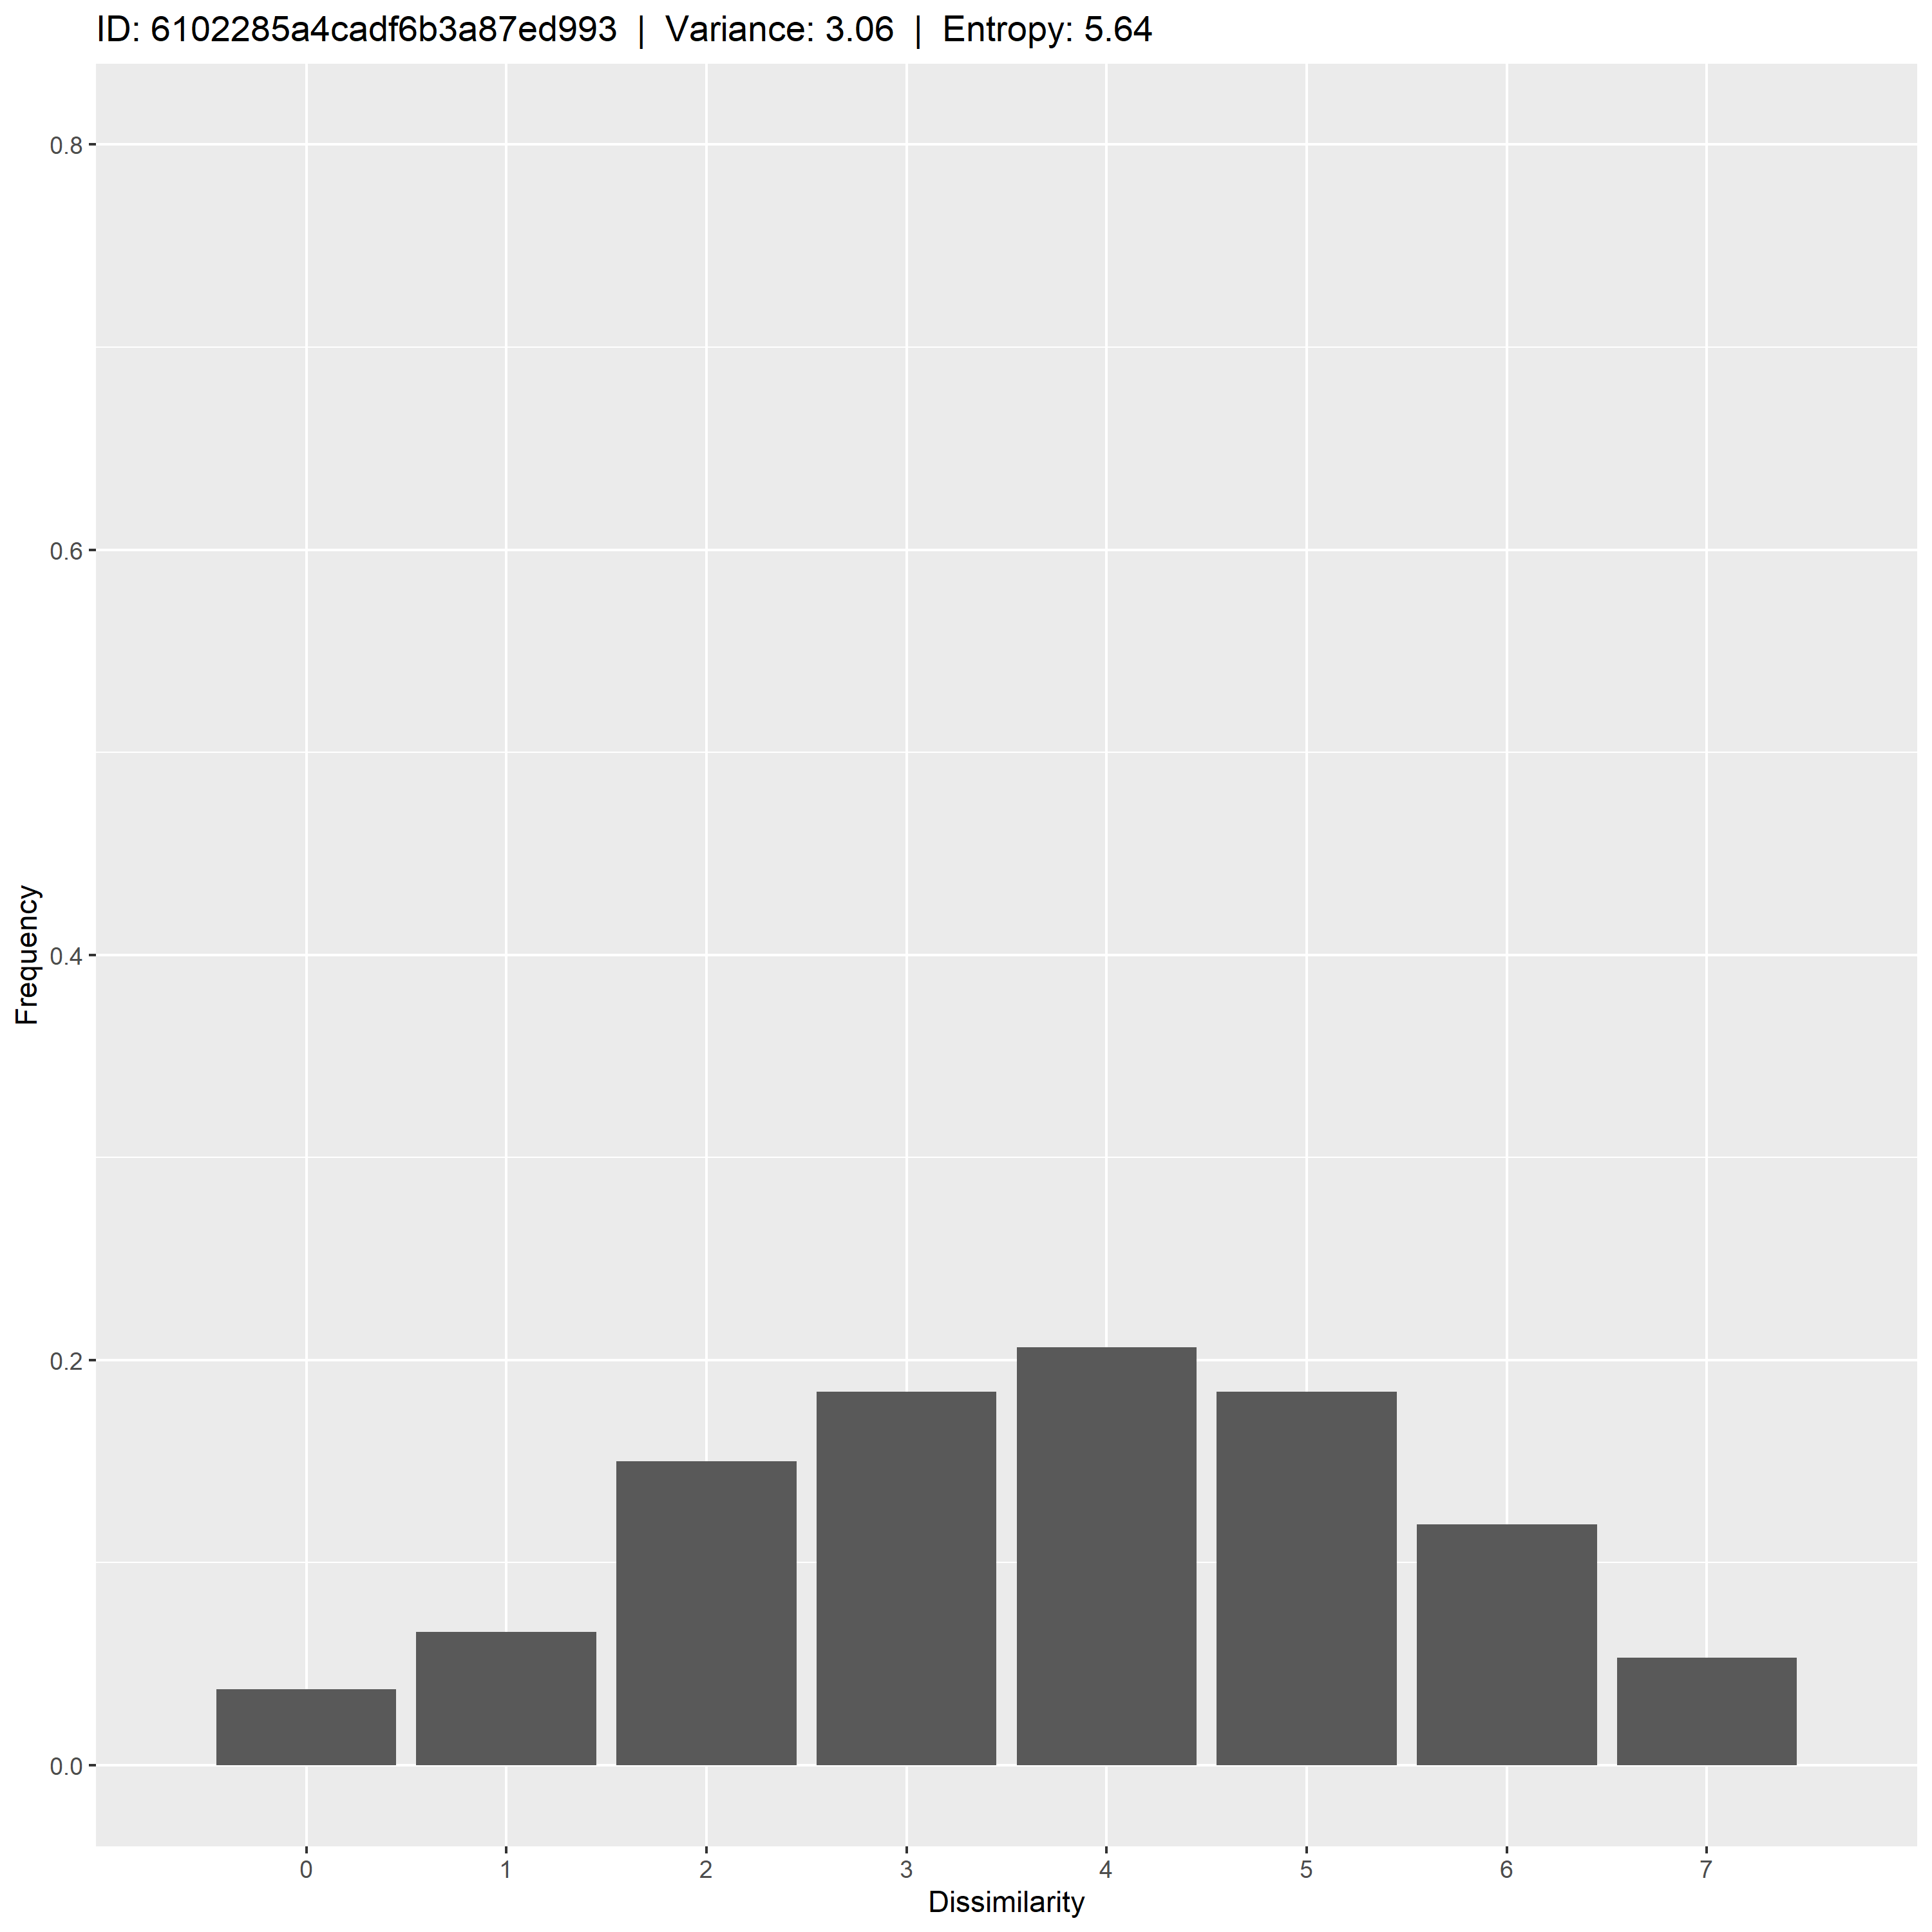 ID: 6102285a4cadf6b3a87ed993 | Variance: 3.06 | Entropy: 5.64
0.8
0.6
0.4
0.2
0.0
Frequency
0 1 2 3 4 5 6 7
Dissimilarity